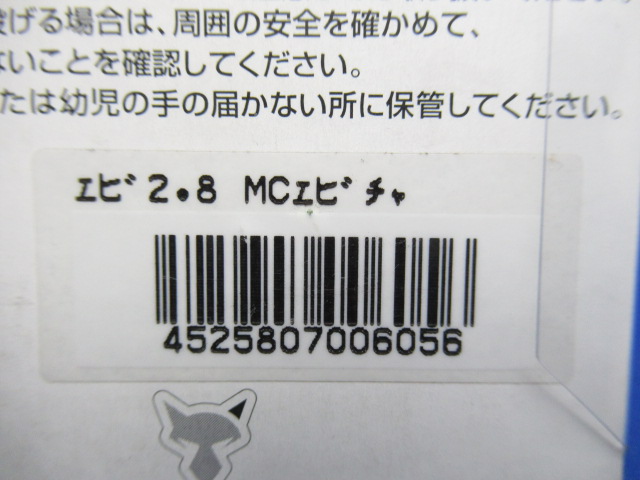 げる場合は、周囲の安全を確かめて、
ないことを確認してください。
たは幼児の手の届かない所に保管してください。
ｴﾋﾞ2.8 MCｴﾋﾞﾁｬ
4525807006056